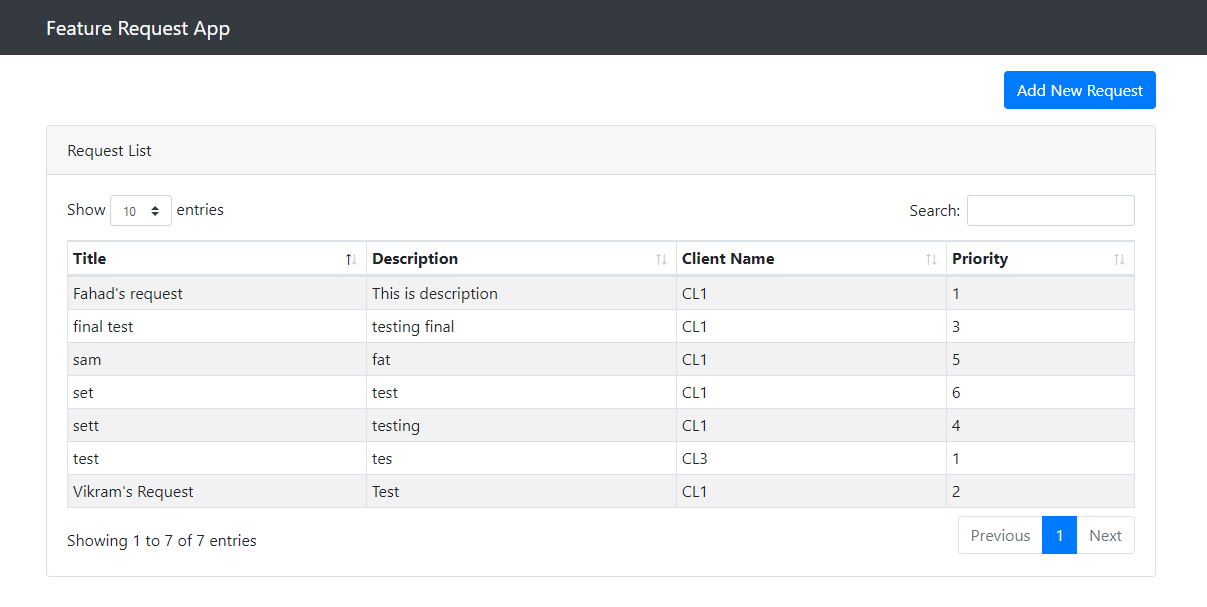 Feature Request App
Add New Request
Request List
Show 10 entries Search:
Title Description Client Name Priority
Fahad's request This is description CL1 1
final test testing final CL1 3
sam fat CL1 5
set test CL1 6
sett testing CL1 4
test tes CL3 1
Vikram's Request Test CL1 2
Showing 1 to 7 of 7 entries Previous 1 Next